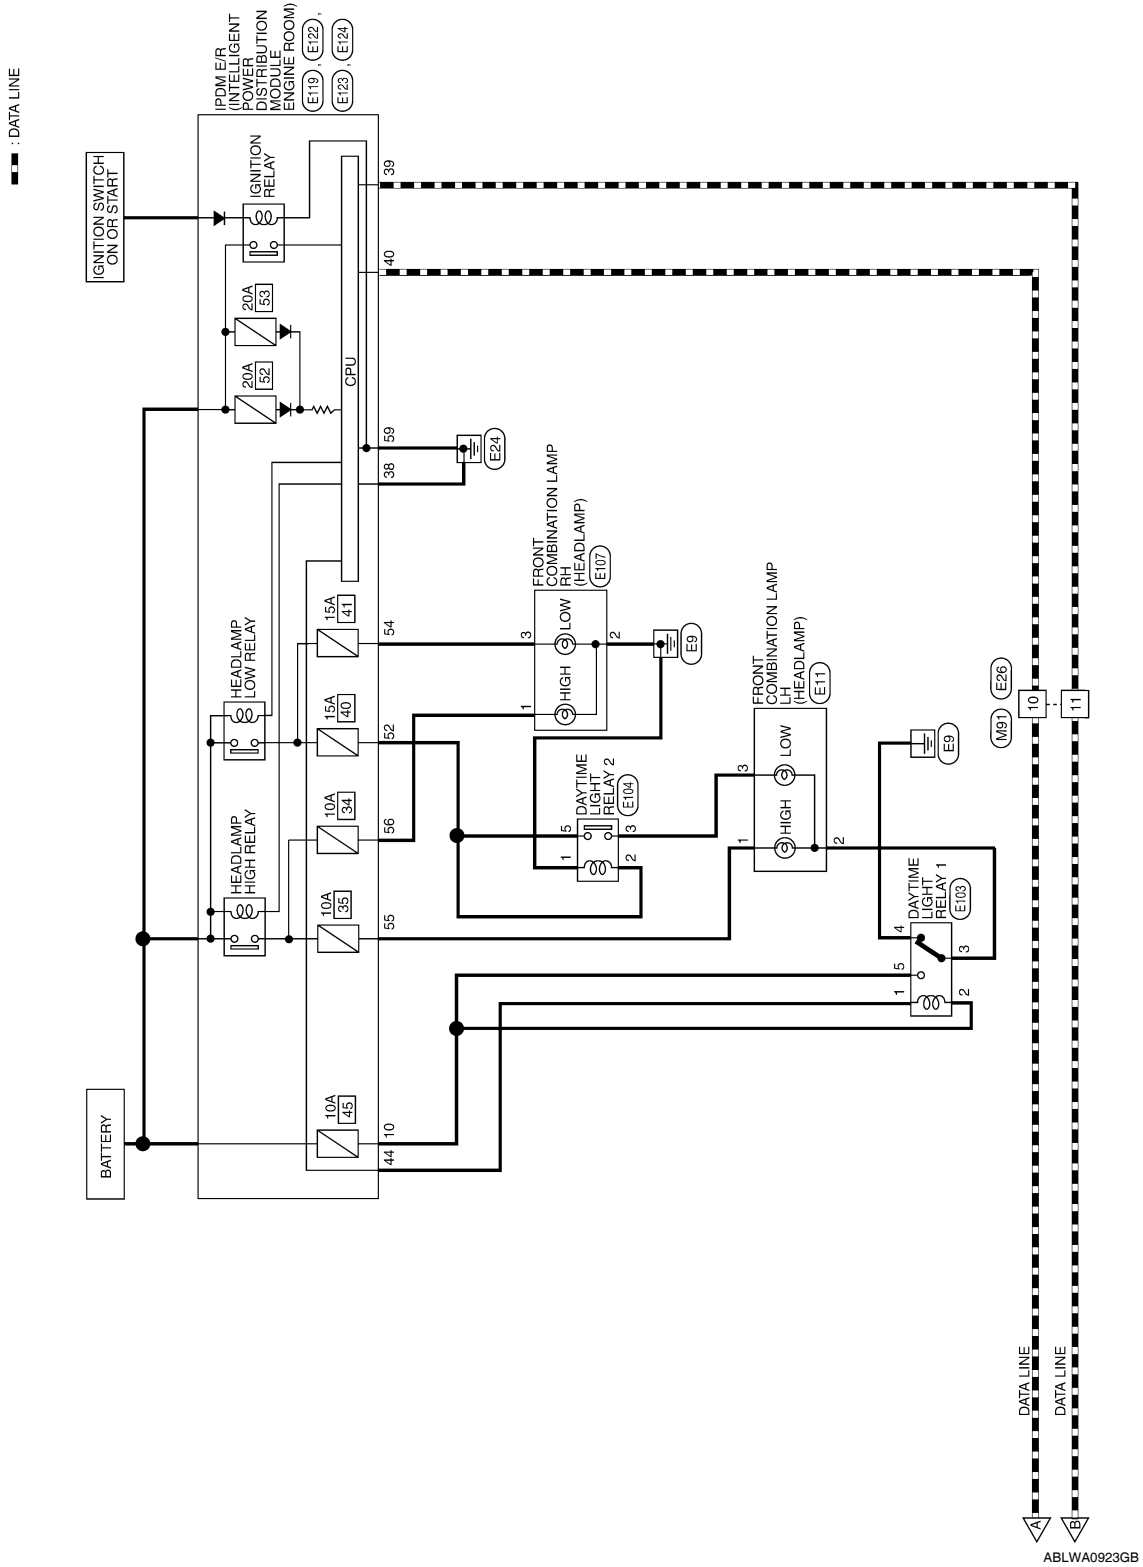 : DATA LINE
BATTERY
IGNITION SWITCH
ON OR START
IPDM E/R
(INTELLIGENT
POWER
DISTRIBUTION
MODULE
ENGINE ROOM)
E119 , E122 ,
E123 , E124
HEADLAMP
HIGH RELAY
HEADLAMP
LOW RELAY
IGNITION
RELAY
10A
45
10A
35
10A
34
15A
40
15A
41
20A
52
20A
53
CPU
44
10
55
56
52
54
38
59
40
39
E24
FRONT
COMBINATION LAMP
RH
(HEADLAMP)
E107
1
3
HIGH
LOW
2
E9
DAYTIME
LIGHT
RELAY 2
E104
1
5
2
3
FRONT
COMBINATION LAMP
LH
(HEADLAMP)
E11
1
3
HIGH
LOW
2
E9
DAYTIME
LIGHT
RELAY 1
E103
1
5
4
2
3
M91
E26
10
11
DATA LINE
DATA LINE
A
B
ABLWA0923GB